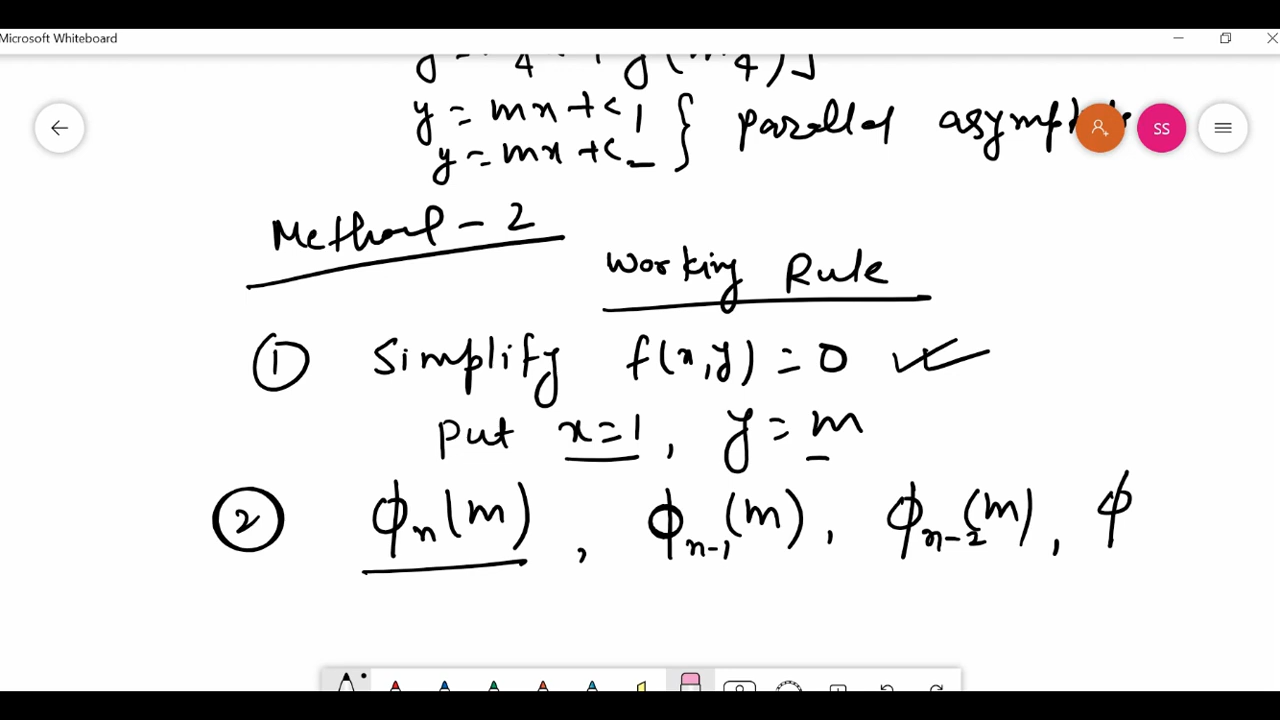 Microsoft Whiteboard
y = mx + c1 } parallel asympt
y = mx + c2
SS
Method - 2
Working Rule
① Simplify f(x,y) = 0 ✓
Put x=1, y = m
② ϕn(m), ϕn-1(m), ϕn-2(m), ϕ